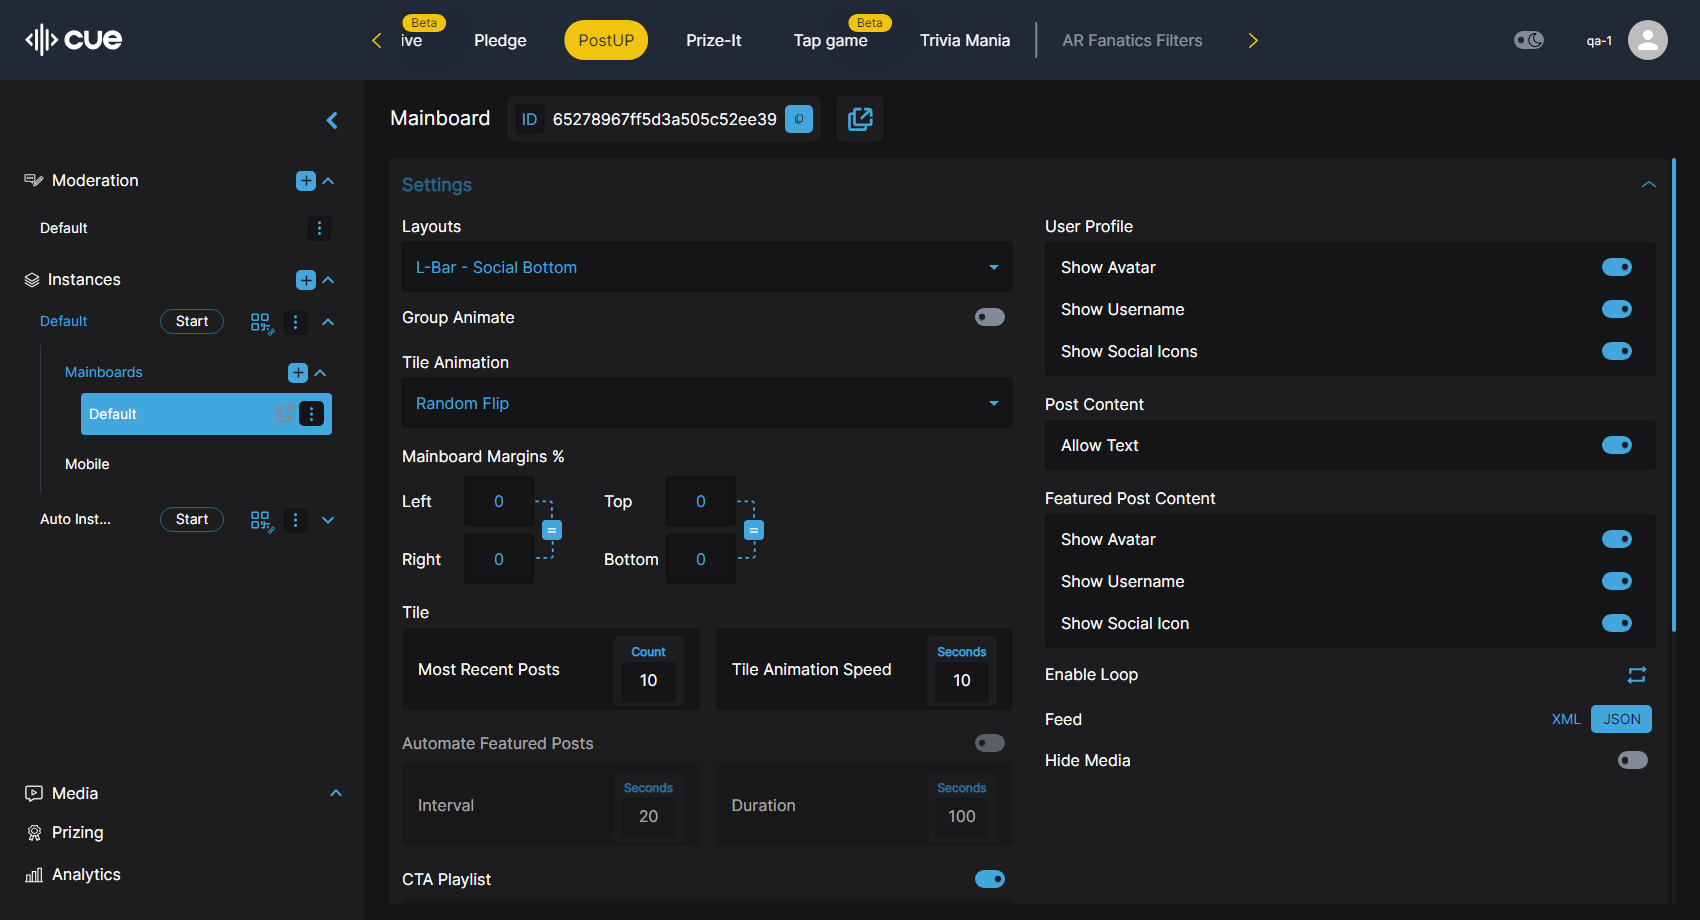 cue
Beta
ive
Pledge
PostUP
Prize-It
Beta
Tap game
Trivia Mania
AR Fanatics Filters
qa-1
Moderation
Default
Instances
Default
Start
Mainboards
Default
Mobile
Auto Inst...
Start
Media
Prizing
Analytics
Mainboard
ID 65278967ff5d3a505c52ee39
Settings
Layouts
L-Bar - Social Bottom
Group Animate
Tile Animation
Random Flip
Mainboard Margins %
Left 0 Top 0
Right 0 Bottom 0
Tile
Most Recent Posts
Count
10
Tile Animation Speed
Seconds
10
Automate Featured Posts
Interval
Seconds
20
Duration
Seconds
100
CTA Playlist
User Profile
Show Avatar
Show Username
Show Social Icons
Post Content
Allow Text
Featured Post Content
Show Avatar
Show Username
Show Social Icon
Enable Loop
Feed XML JSON
Hide Media